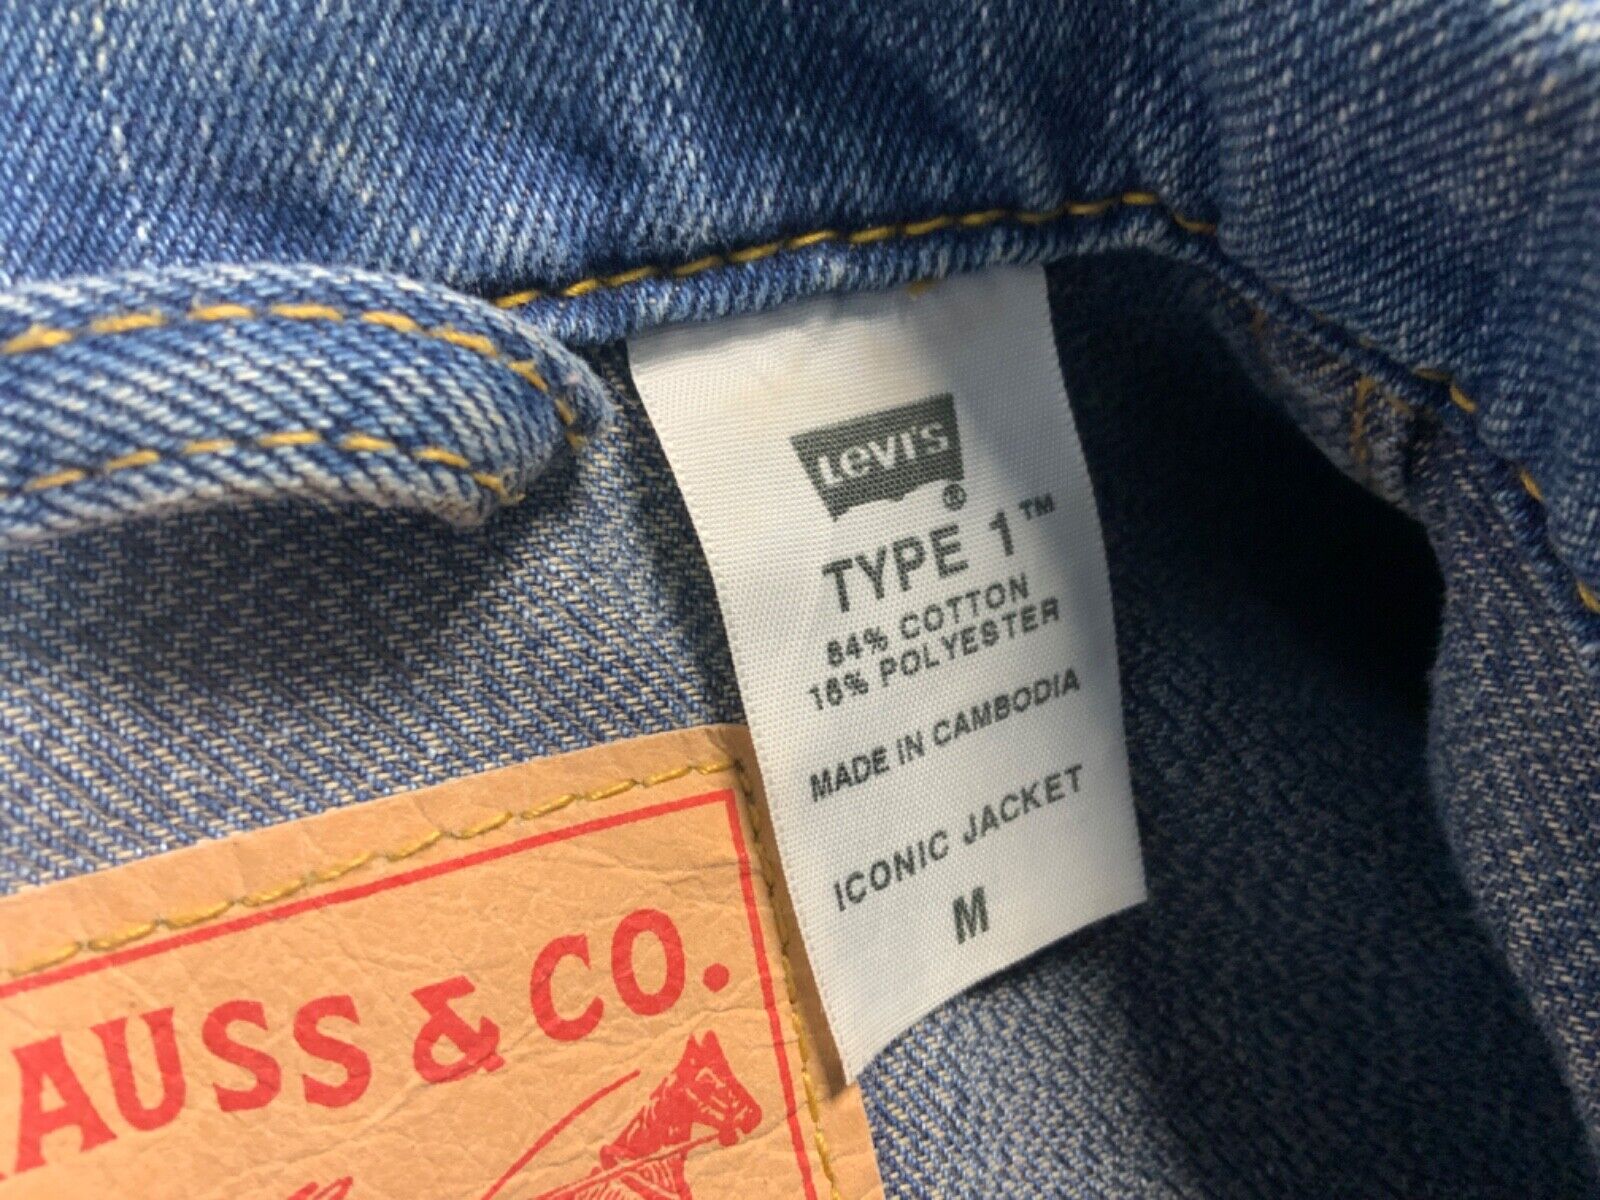 LEVI'S
®
TYPE 1™
84% COTTON
16% POLYESTER
MADE IN CAMBODIA
ICONIC JACKET
M
AUSS & CO.